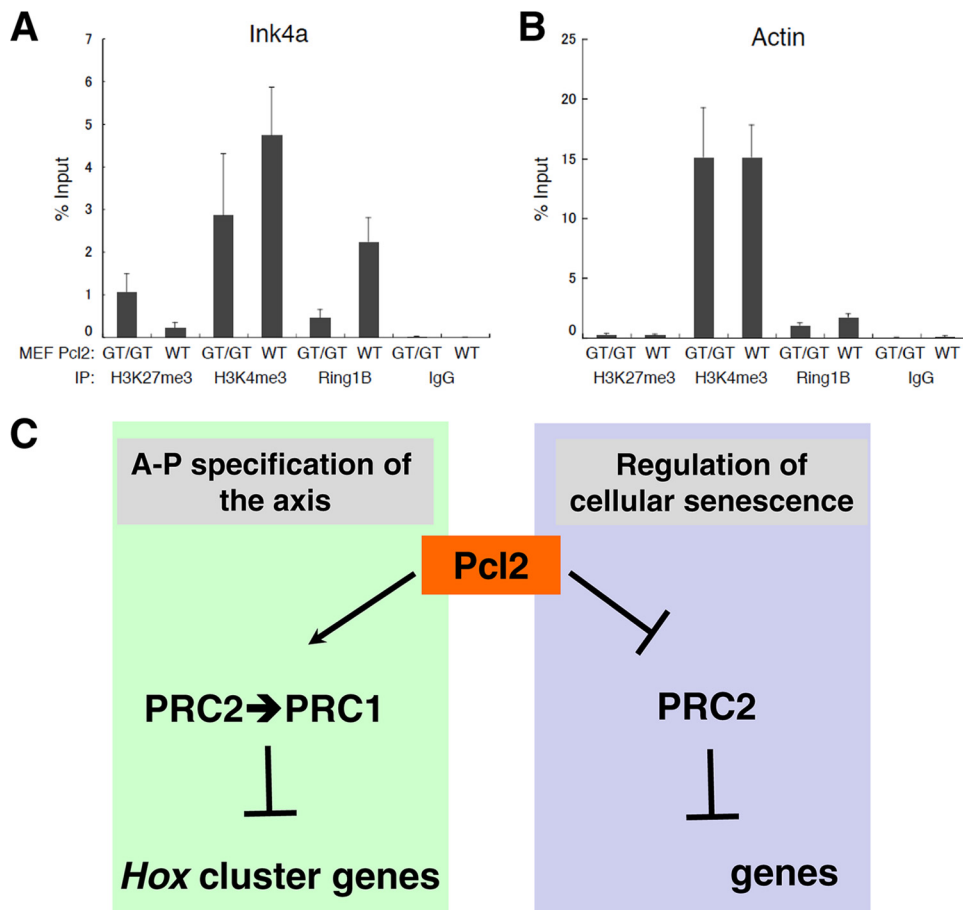 A
Ink4a
7
6
5
4
3
2
1
0
% Input
MEF Pcl2: GT/GT WT GT/GT WT GT/GT WT GT/GT WT
IP: H3K27me3 H3K4me3 Ring1B IgG
B
Actin
25
20
15
10
5
0
% Input
GT/GT WT GT/GT WT GT/GT WT GT/GT WT
H3K27me3 H3K4me3 Ring1B IgG
C
A-P specification of
the axis
Regulation of
cellular senescence
Pcl2
PRC2➔PRC1
PRC2
Hox cluster genes
genes